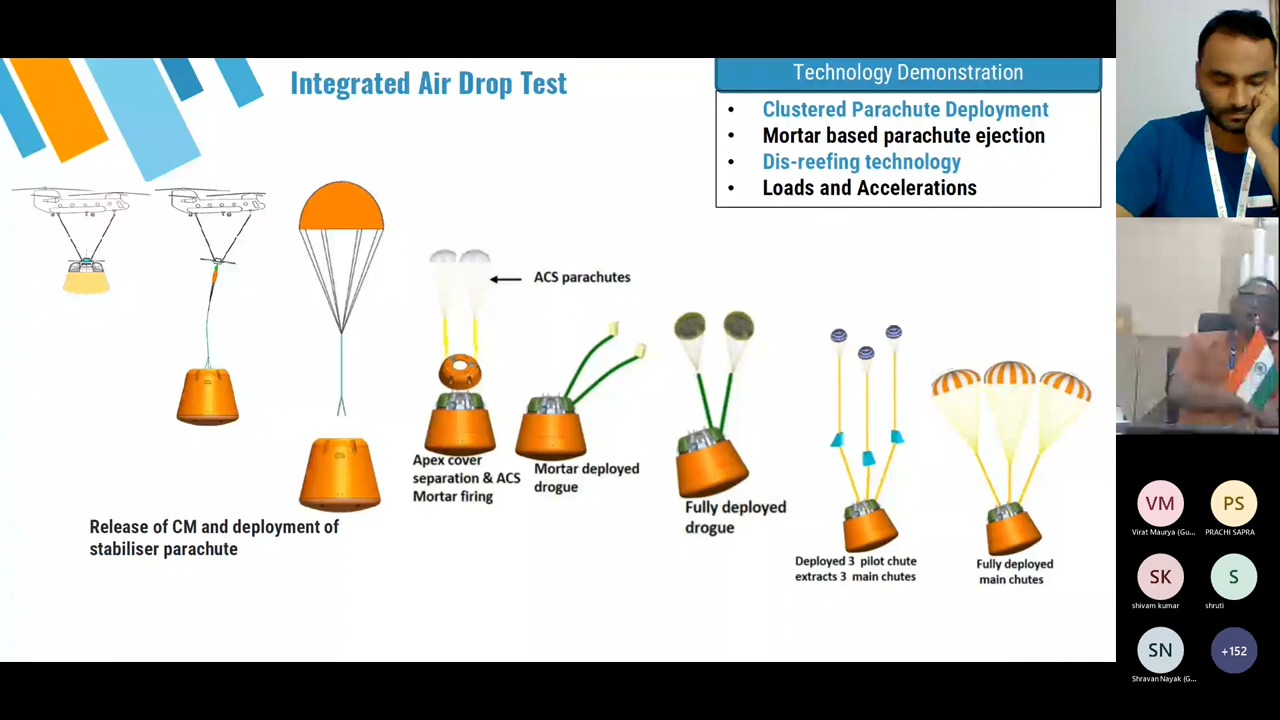 Integrated Air Drop Test
Technology Demonstration
• Clustered Parachute Deployment
• Mortar based parachute ejection
• Dis-reefing technology
• Loads and Accelerations
ACS parachutes
Release of CM and deployment of
stabiliser parachute
Apex cover
separation & ACS
Mortar firing
Mortar deployed
drogue
Fully deployed
drogue
Deployed 3 pilot chute
extracts 3 main chutes
Fully deployed
main chutes
VM
Virat Maurya (Gu...
PS
PRACHI SAPRA
SK
shivam kumar
S
shruti
SN
Shravan Nayak (G...
+152